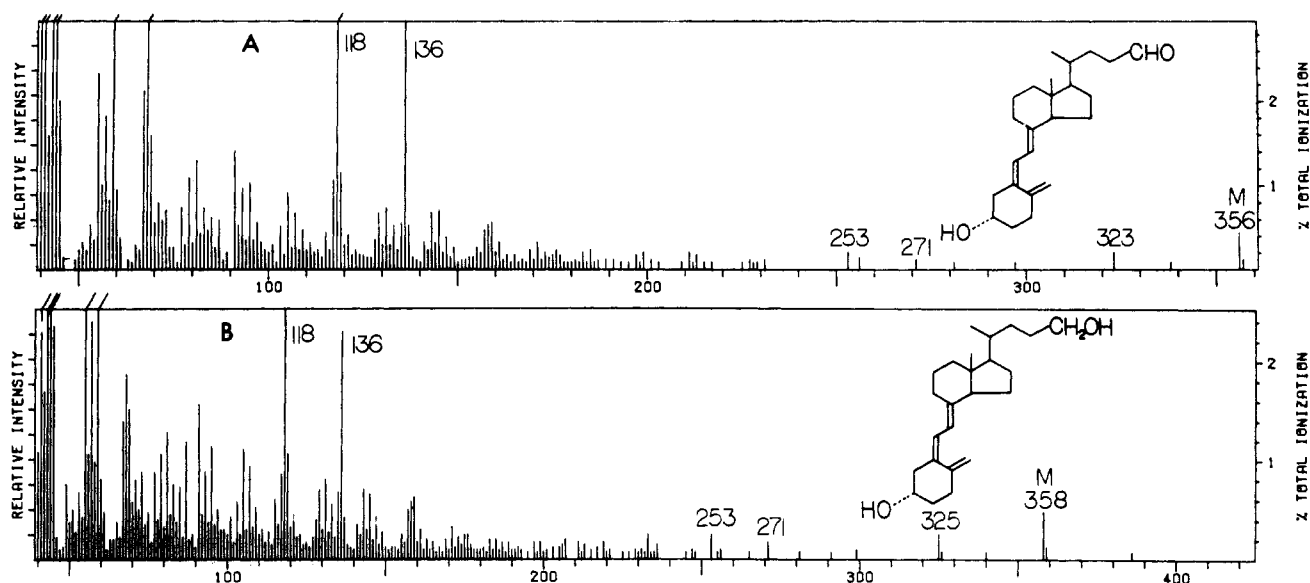 A
118
136
CHO
HO
M
356
323
271
253
RELATIVE INTENSITY
% TOTAL IONIZATION
2
1
100
200
300
B
118
136
CH2OH
HO
M
358
325
271
253
RELATIVE INTENSITY
% TOTAL IONIZATION
2
1
100
200
300
400